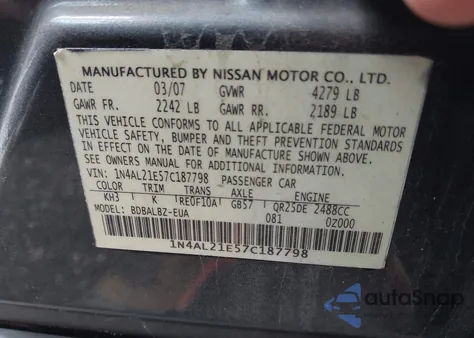 MANUFACTURED BY NISSAN MOTOR CO., LTD.
DATE 03/07 GVWR 4279 LB
GAWR FR. 2242 LB GAWR RR. 2189 LB
THIS VEHICLE CONFORMS TO ALL APPLICABLE FEDERAL MOTOR
VEHICLE SAFETY, BUMPER, AND THEFT PREVENTION STANDARDS
IN EFFECT ON THE DATE OF MANUFACTURE SHOWN ABOVE.
SEE OWNERS MANUAL FOR ADDITIONAL INFORMATION
VIN: 1N4AL21E57C187798 PASSENGER CAR
COLOR TRIM TRANS AXLE ENGINE
KH3 K RE0F10A GB57 QR25DE 2488CC
MODEL: BDBALBZ-EUA 081 0Z000
1N4AL21E57C187798
autoSnap